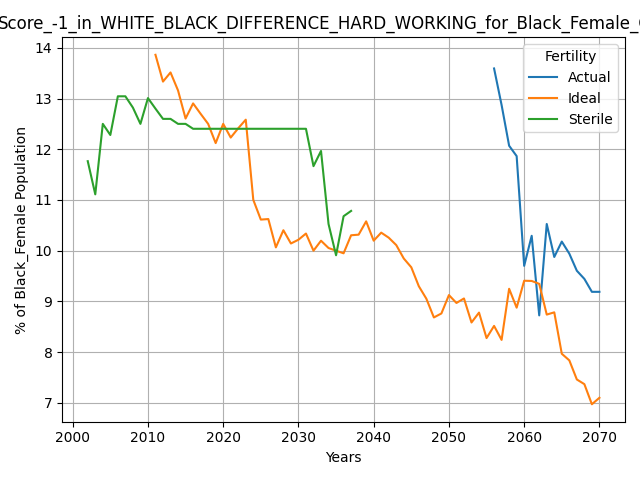 Score_-1_in_WHITE_BLACK_DIFFERENCE_HARD_WORKING_for_Black_Female_
Fertility
Actual
Ideal
Sterile
% of Black_Female Population
14
13
12
11
10
9
8
7
2000 2010 2020 2030 2040 2050 2060 2070
Years